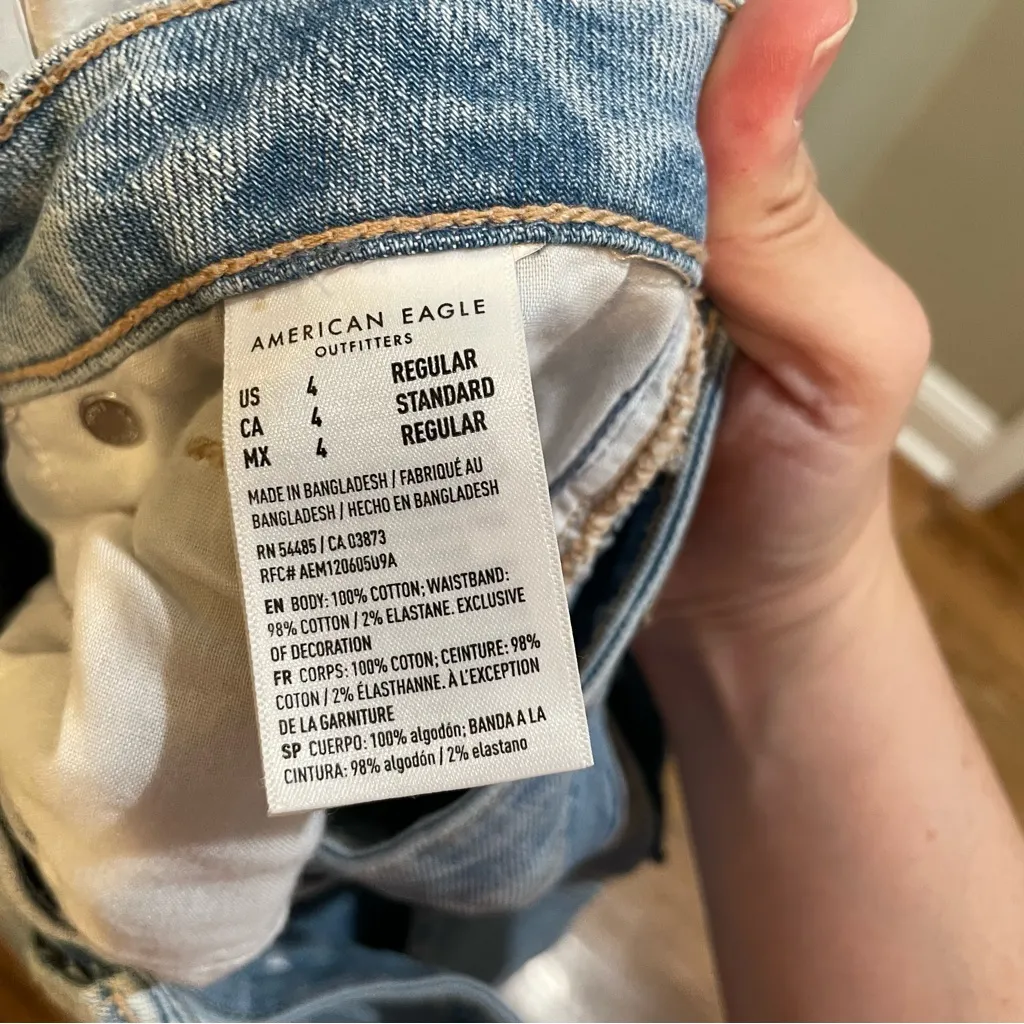 AMERICAN EAGLE
OUTFITTERS
US 4 REGULAR
CA 4 STANDARD
MX 4 REGULAR
MADE IN BANGLADESH / FABRIQUÉ AU
BANGLADESH / HECHO EN BANGLADESH
RN 54485 / CA 03873
RFC# AEM120605U9A
EN BODY: 100% COTTON; WAISTBAND:
98% COTTON / 2% ELASTANE. EXCLUSIVE
OF DECORATION
FR CORPS: 100% COTON; CEINTURE: 98%
COTON / 2% ÉLASTHANNE. À L'EXCEPTION
DE LA GARNITURE
SP CUERPO: 100% algodón; BANDA A LA
CINTURA: 98% algodón / 2% elastano